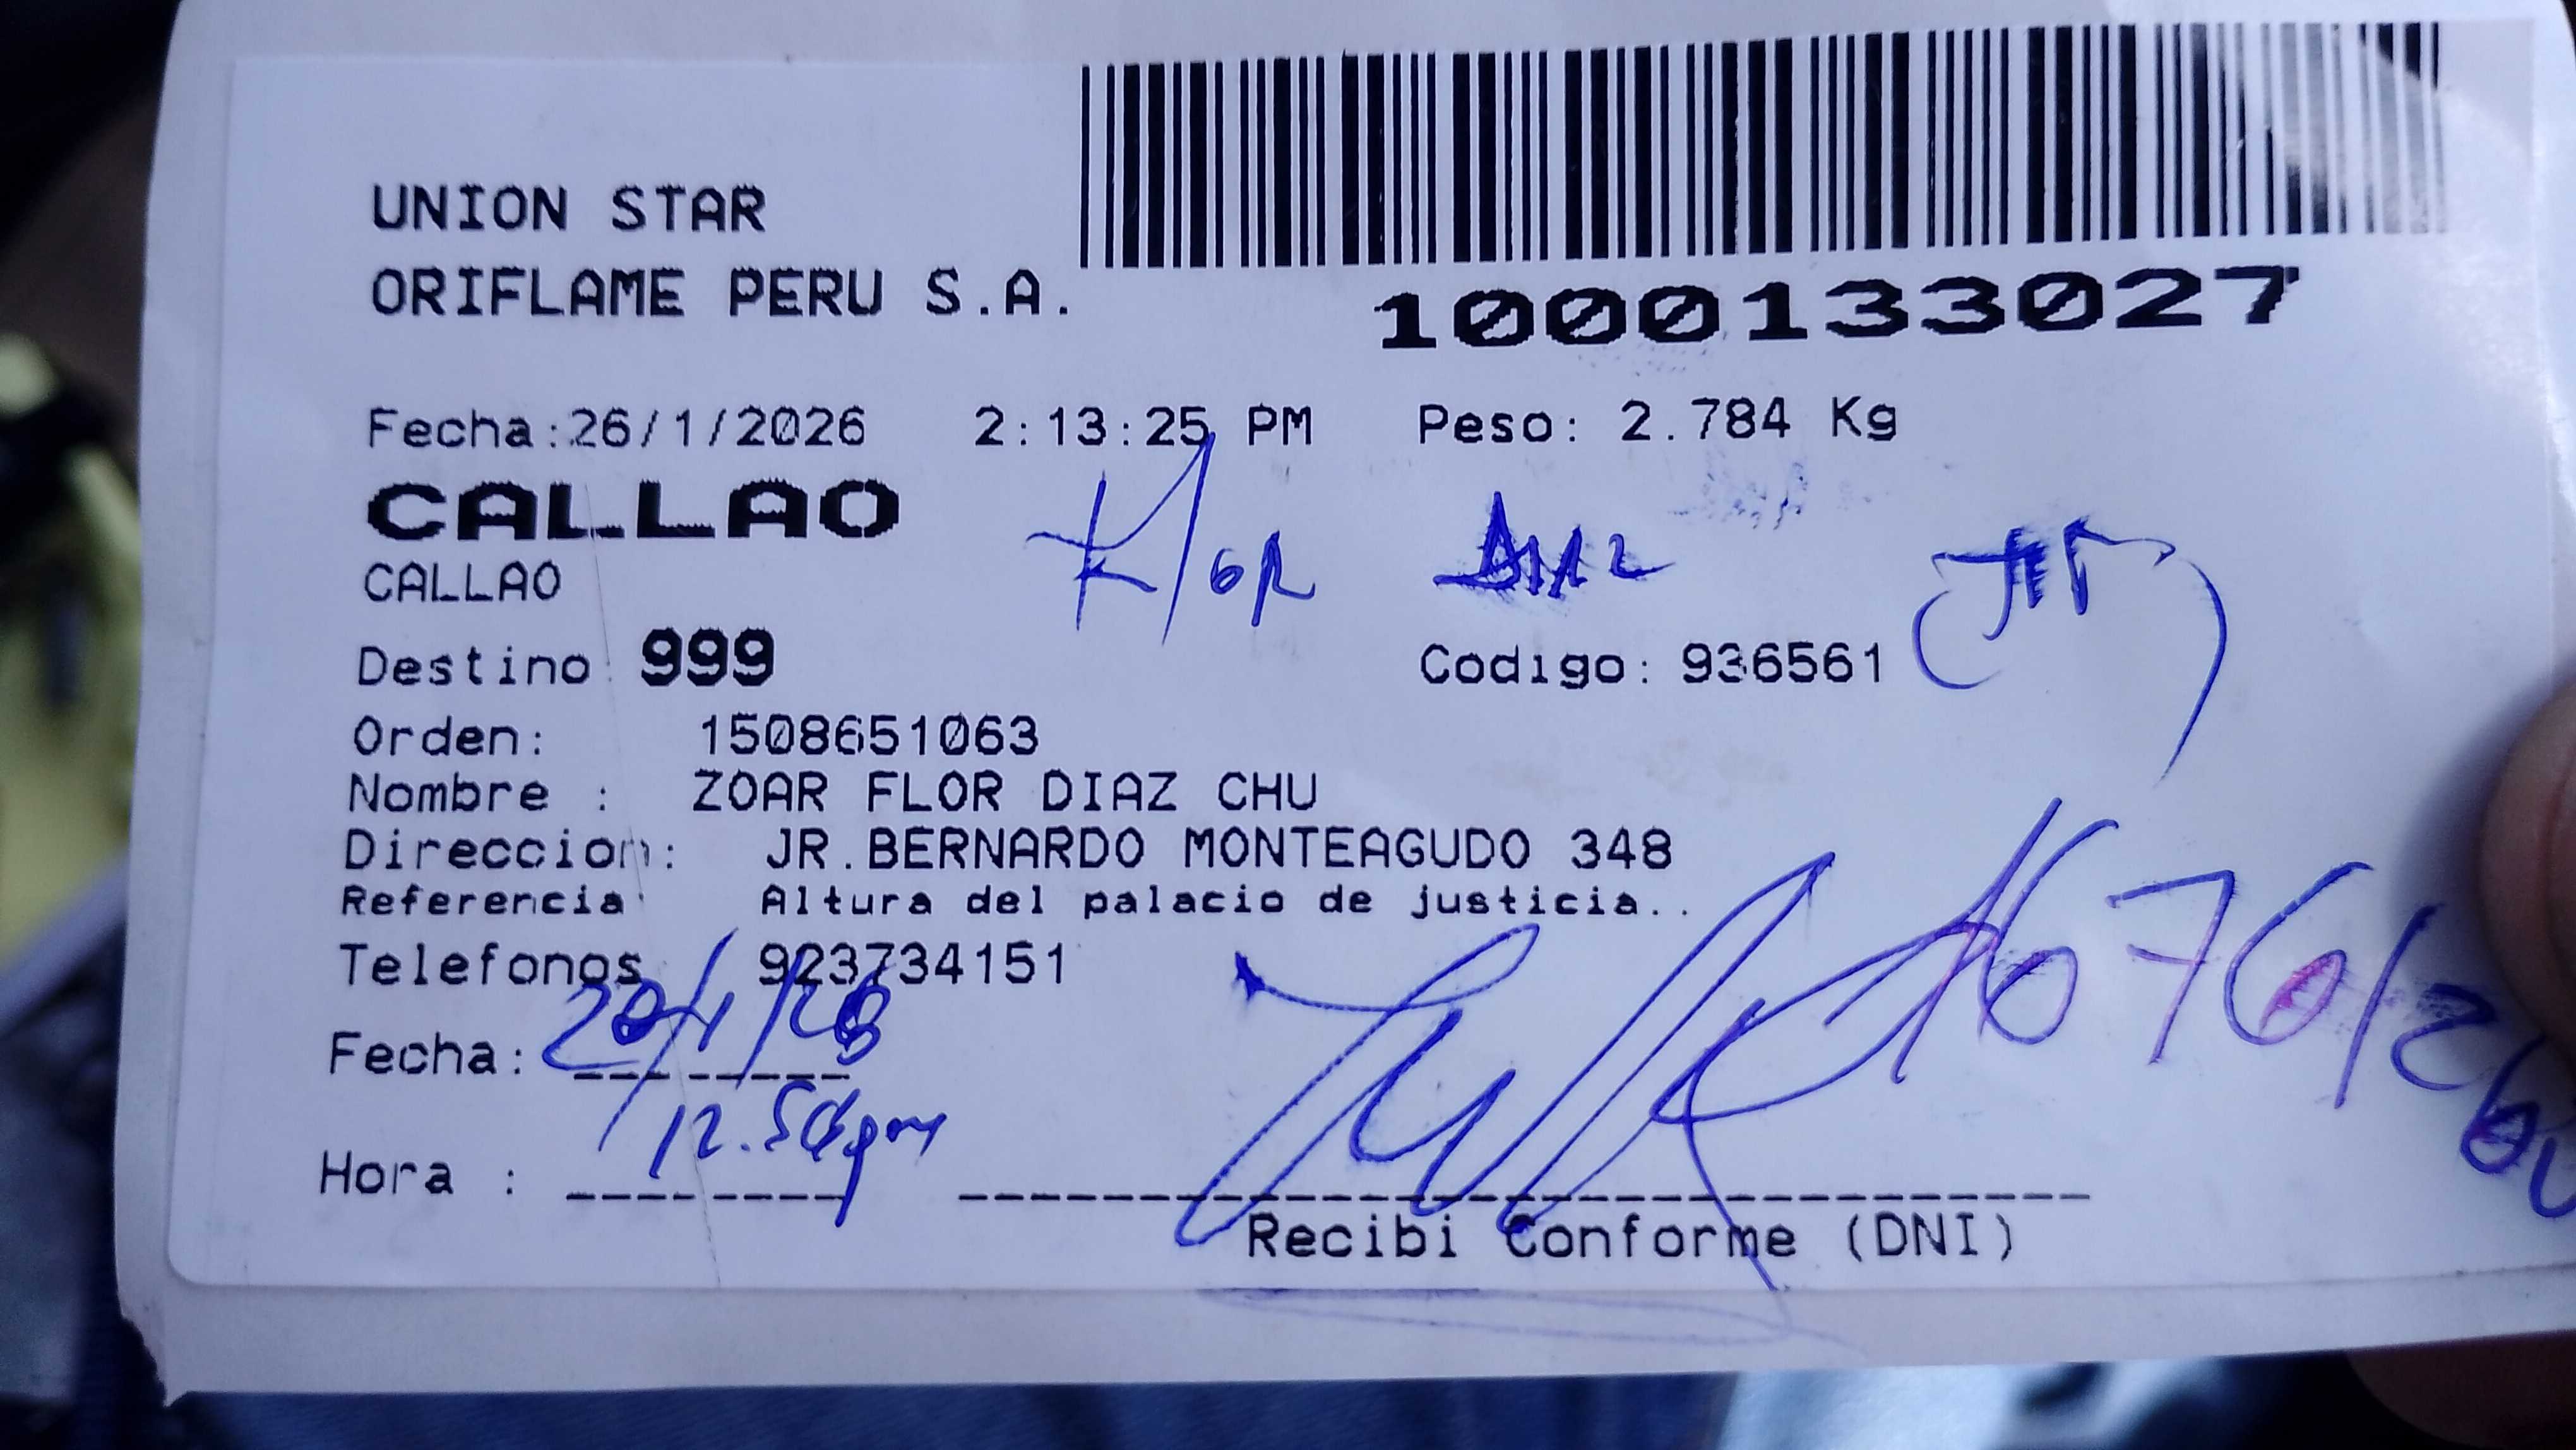 UNION STAR
ORIFLAME PERU S.A.
1000133027
Fecha:26/1/2026 2:13:25 PM Peso: 2.784 Kg
CALLAO
CALLAO
Flor DIAZ
Destino 999 Codigo: 936561
Orden: 1508651063
Nombre : ZOAR FLOR DIAZ CHU
Direccion: JR.BERNARDO MONTEAGUDO 348
Referencia Altura del palacio de justicia..
Telefonos 923734151
Fecha:
Hora :
Recibi Conforme (DNI)